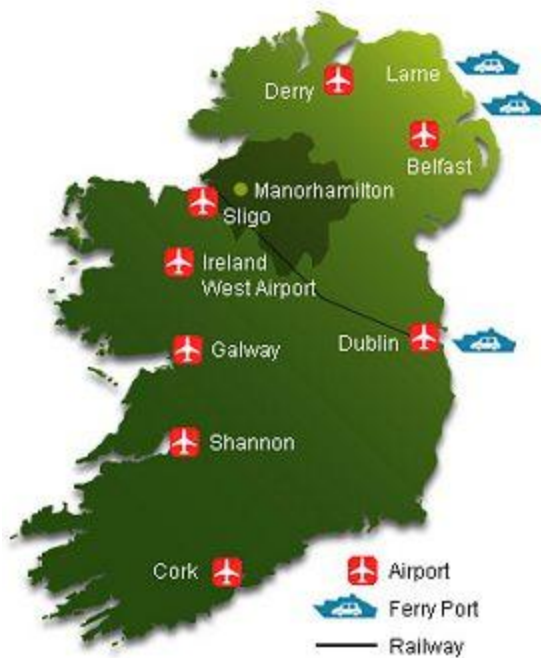 Larne
Derry
Belfast
Manorhamilton
Sligo
Ireland
West Airport
Dublin
Galway
Shannon
Cork
Airport
Ferry Port
Railway